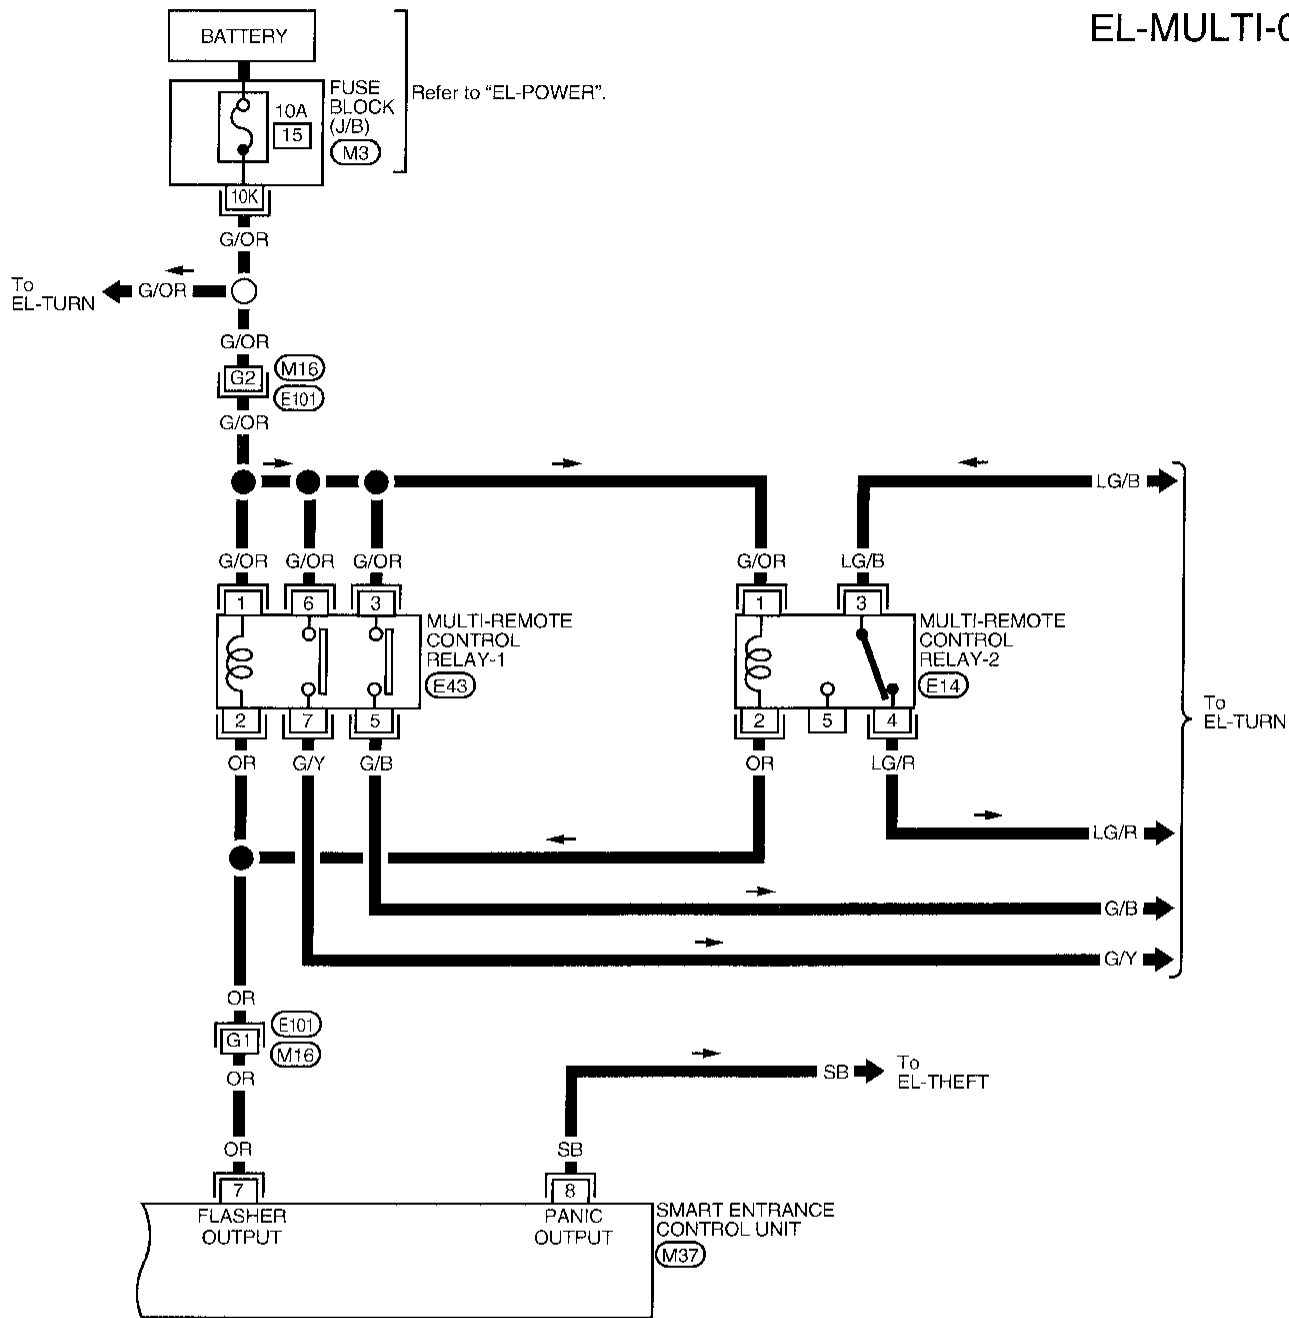 EL-MULTI-0
BATTERY
FUSE
BLOCK
(J/B)
M3
10A
15
Refer to "EL-POWER".
10K
G/OR
To
EL-TURN
G/OR
G/OR
G2
M16
E101
G/OR
LG/B
G/OR
G/OR
G/OR
G/OR
LG/B
1
6
3
1
3
MULTI-REMOTE
CONTROL
RELAY-1
E43
MULTI-REMOTE
CONTROL
RELAY-2
E14
2
7
5
2
5
4
To
EL-TURN
OR
G/Y
G/B
OR
LG/R
LG/R
G/B
G/Y
OR
G1
E101
M16
OR
SB
To
EL-THEFT
OR
SB
7
8
FLASHER
OUTPUT
PANIC
OUTPUT
SMART ENTRANCE
CONTROL UNIT
M37